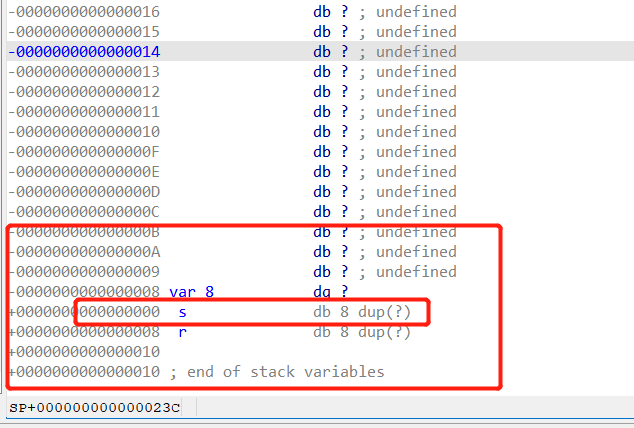 -0000000000000016 db ? ; undefined
-0000000000000015 db ? ; undefined
-0000000000000014 db ? ; undefined
-0000000000000013 db ? ; undefined
-0000000000000012 db ? ; undefined
-0000000000000011 db ? ; undefined
-0000000000000010 db ? ; undefined
-000000000000000F db ? ; undefined
-000000000000000E db ? ; undefined
-000000000000000D db ? ; undefined
-000000000000000C db ? ; undefined
-000000000000000B db ? ; undefined
-000000000000000A db ? ; undefined
-0000000000000009 db ? ; undefined
-0000000000000008 var 8 dq ?
+0000000000000000 s db 8 dup(?)
+0000000000000008 r db 8 dup(?)
+0000000000000010
+0000000000000010 ; end of stack variables
SP+000000000000023C